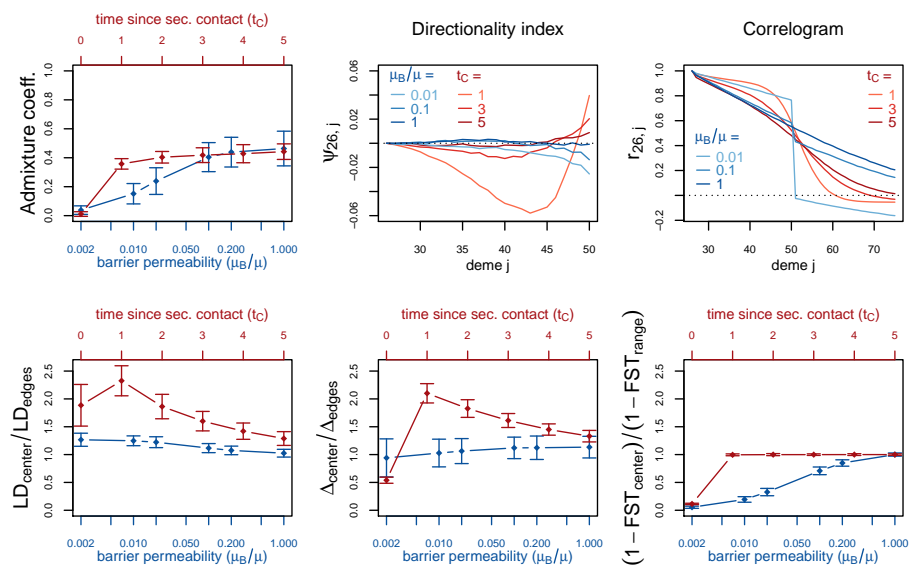 time since sec. contact (tC)
0 1 2 3 4 5
Admixture coeff.
0.0 0.2 0.4 0.6 0.8 1.0
0.002 0.010 0.050 0.200 1.000
barrier permeability (μB/μ)
Directionality index
ψ26, j
-0.06 -0.02 0.02 0.06
μB/μ =
0.01
0.1
1
tC =
1
3
5
30 35 40 45 50
deme j
Correlogram
r26, j
-0.2 0.2 0.4 0.6 0.8 1.0
μB/μ =
0.01
0.1
1
tC =
1
3
5
30 40 50 60 70
deme j
time since sec. contact (tC)
0 1 2 3 4 5
LDcenter/LDedges
0.0 0.5 1.0 1.5 2.0 2.5
0.002 0.010 0.050 0.200 1.000
barrier permeability (μB/μ)
time since sec. contact (tC)
0 1 2 3 4 5
Δcenter/Δedges
0.0 0.5 1.0 1.5 2.0 2.5
0.002 0.010 0.050 0.200 1.000
barrier permeability (μB/μ)
time since sec. contact (tC)
0 1 2 3 4 5
(1 − FSTcenter)/(1 − FSTrange)
0.0 0.5 1.0 1.5 2.0 2.5
0.002 0.010 0.050 0.200 1.000
barrier permeability (μB/μ)